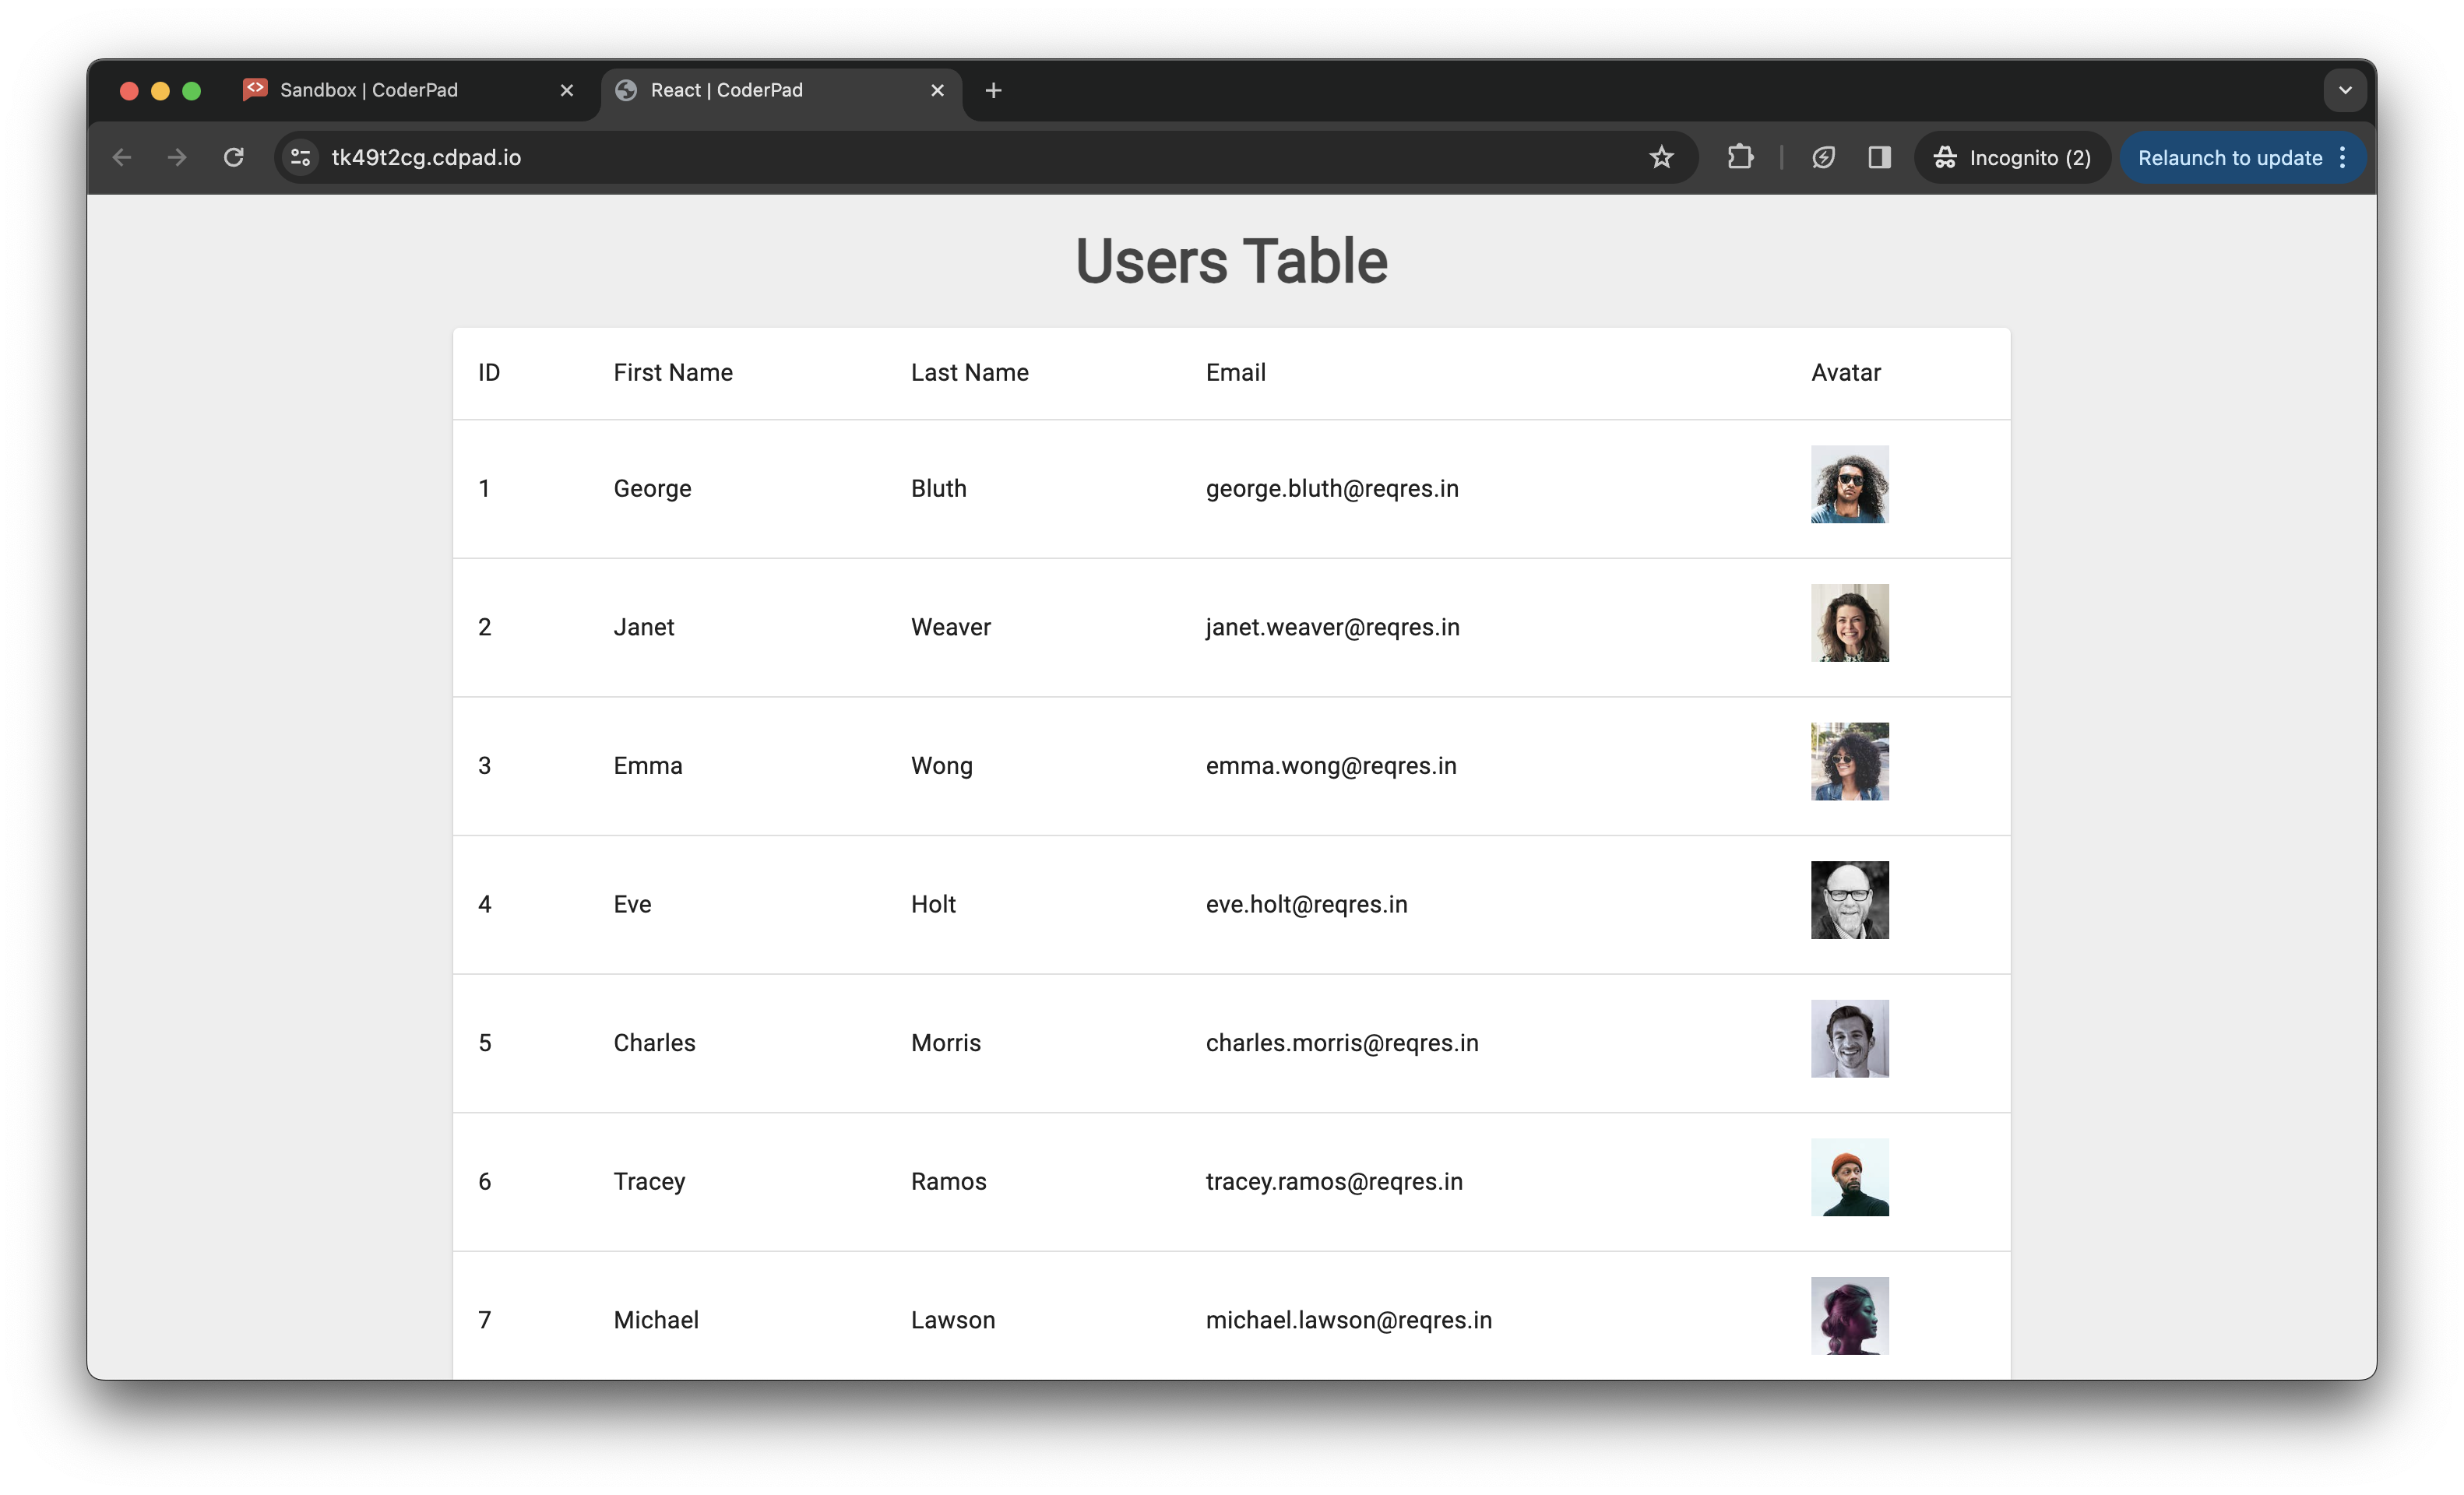 Sandbox | CoderPad
React | CoderPad
tk49t2cg.cdpad.io
Incognito (2)
Relaunch to update
Users Table
ID First Name Last Name Email Avatar
1 George Bluth george.bluth@reqres.in
2 Janet Weaver janet.weaver@reqres.in
3 Emma Wong emma.wong@reqres.in
4 Eve Holt eve.holt@reqres.in
5 Charles Morris charles.morris@reqres.in
6 Tracey Ramos tracey.ramos@reqres.in
7 Michael Lawson michael.lawson@reqres.in